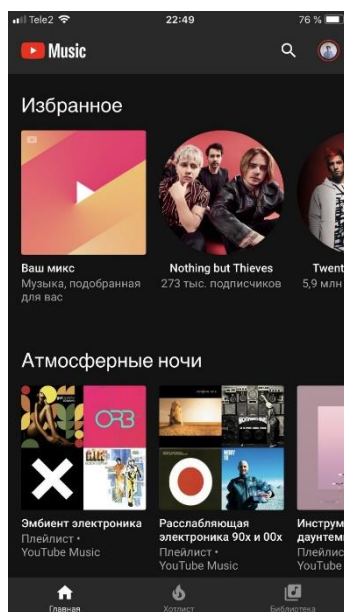 Tele2 22:49 76 %
Music
Избранное
Ваш микс
Музыка, подобранная
для вас
Nothing but Thieves
273 тыс. подписчиков
Twent
5,9 млн
Атмосферные ночи
ORB
Эмбиент электроника
Плейлист •
YouTube Music
Расслабляющая
электроника 90х и 00х
Плейлист •
YouTube Music
Инструм
даунтемп
Плейлис
YouTube
Главная
Хотлист
Библиотека